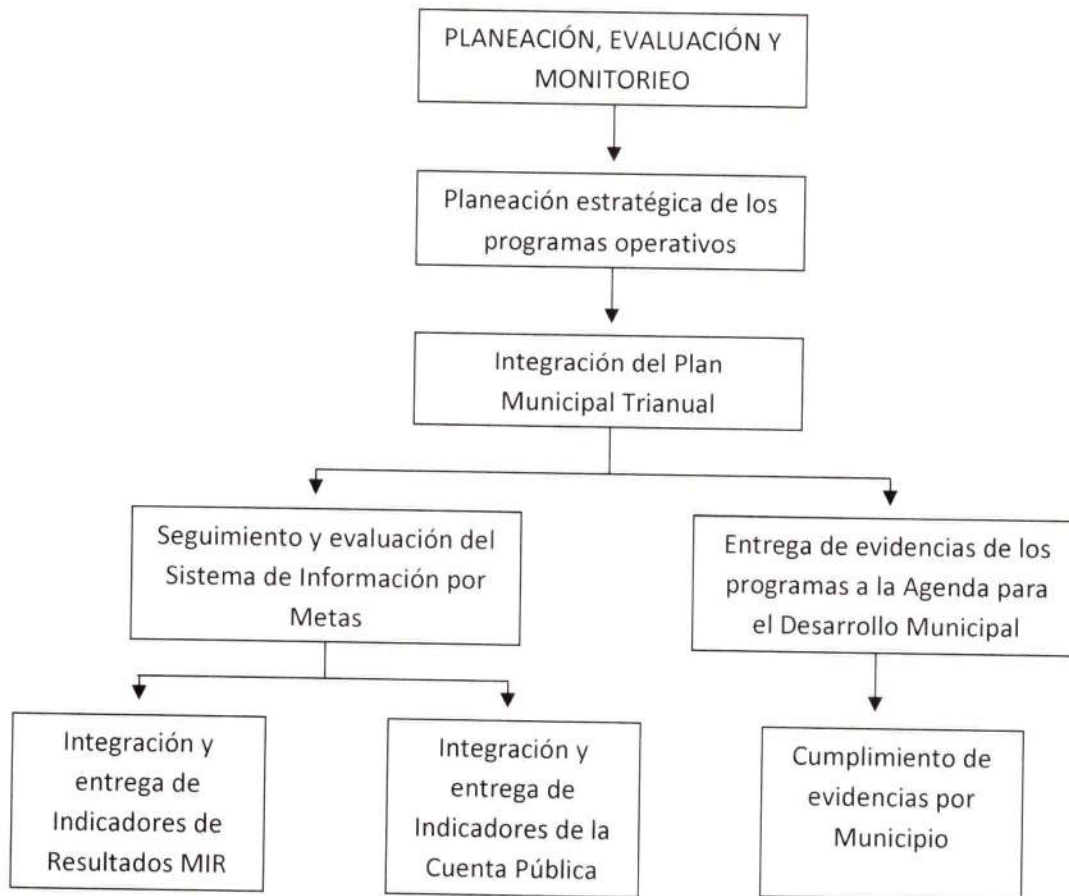 PLANEACIÓN, EVALUACIÓN Y
MONITORIEO
Planeación estratégica de los
programas operativos
Integración del Plan
Municipal Trianual
Seguimiento y evaluación del
Sistema de Información por
Metas
Entrega de evidencias de los
programas a la Agenda para
el Desarrollo Municipal
Integración y
entrega de
Indicadores de
Resultados MIR
Integración y
entrega de
Indicadores de la
Cuenta Pública
Cumplimiento de
evidencias por
Municipio